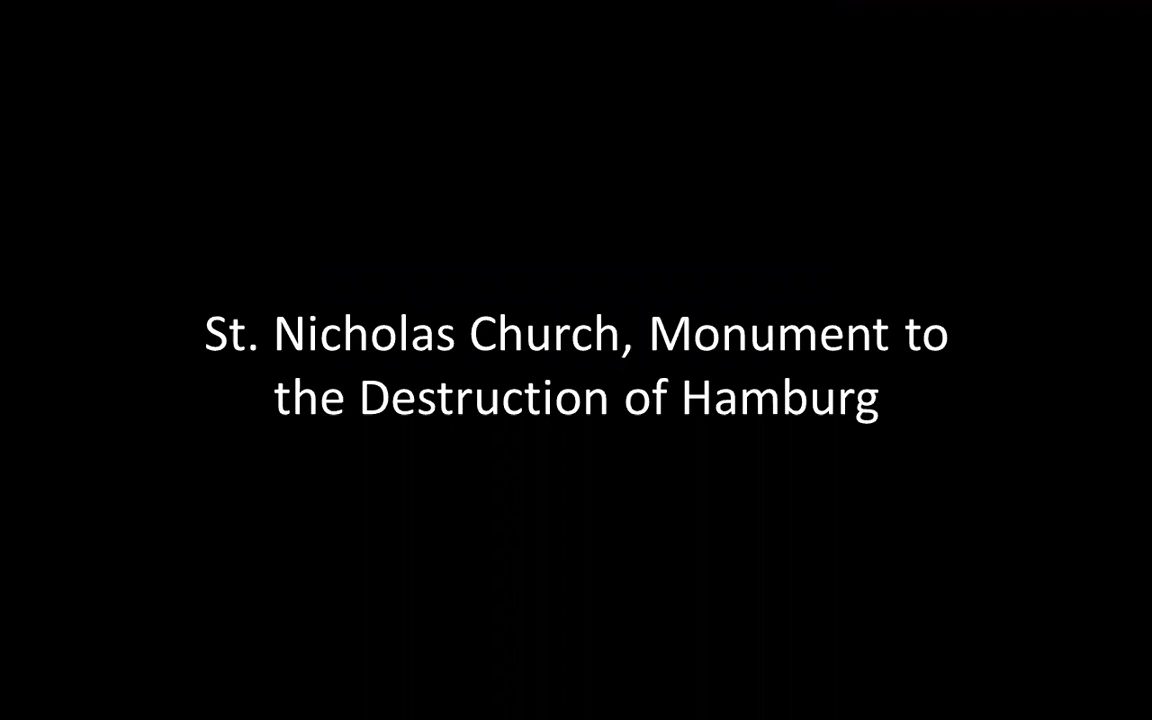 St. Nicholas Church, Monument to
the Destruction of Hamburg